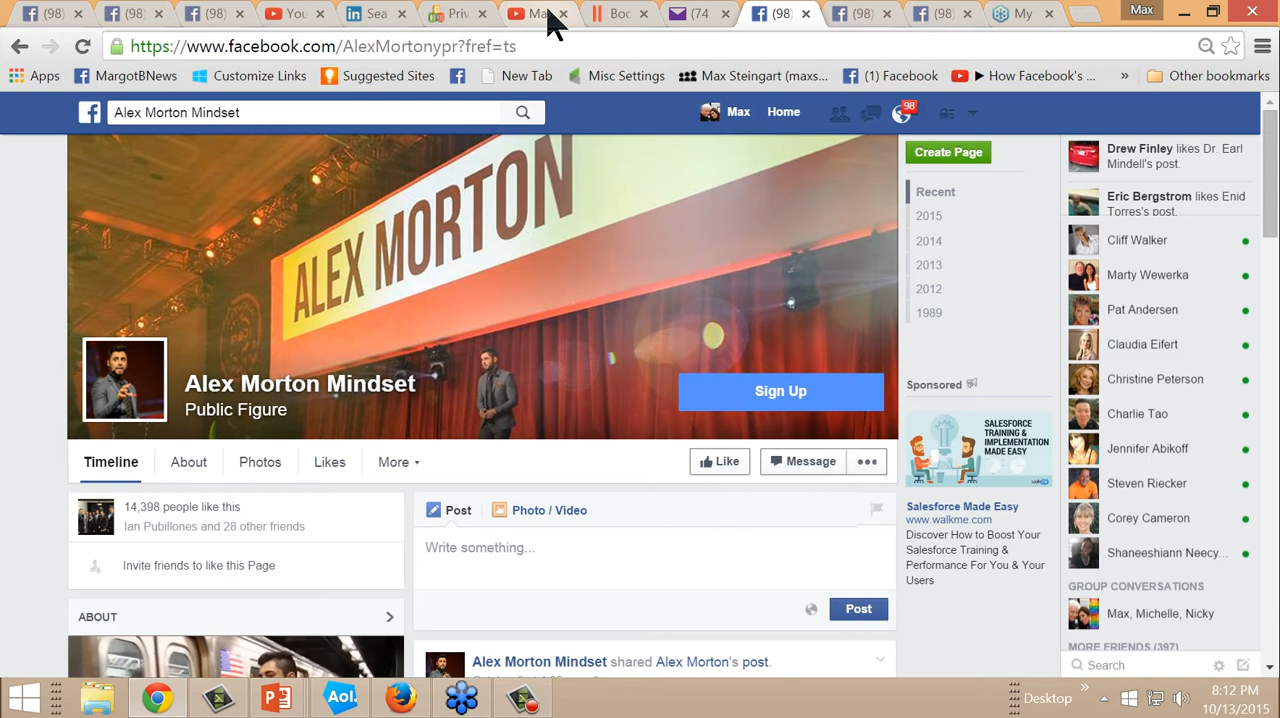 (98)
(98)
(98)
You
Sea
Priv
Ma
Boo
(74
(98)
(98)
(98)
My
Max
https://www.facebook.com/AlexMortonypr?fref=ts
Apps
MargotBNews
Customize Links
Suggested Sites
New Tab
Misc Settings
Max Steingart (maxs...
(1) Facebook
► How Facebook's ...
»
Other bookmarks
Alex Morton Mindset
Max
Home
98
ALEX MORTON
Alex Morton Mindset
Public Figure
Sign Up
Timeline
About
Photos
Likes
More
Like
Message
•••
14,398 people like this
Ian Pubillones and 28 other friends
Invite friends to like this Page
ABOUT
Post
Photo / Video
Write something...
Post
Alex Morton Mindset shared Alex Morton's post.
Create Page
Recent
2015
2014
2013
2012
1989
Sponsored
SALESFORCE
TRAINING &
IMPLEMENTATION
MADE EASY
Salesforce Made Easy
www.walkme.com
Discover How to Boost Your
Salesforce Training &
Performance For You & Your
Users
Drew Finley likes Dr. Earl
Mindell's post.
Eric Bergstrom likes Enid
Torres's post.
Cliff Walker
Marty Wewerka
Pat Andersen
Claudia Eifert
Christine Peterson
Charlie Tao
Jennifer Abikoff
Steven Riecker
Corey Cameron
Shaneeshiann Neecy...
GROUP CONVERSATIONS
Max, Michelle, Nicky
MORE FRIENDS (397)
Search
Aol.
Desktop
»
8:12 PM
10/13/2015